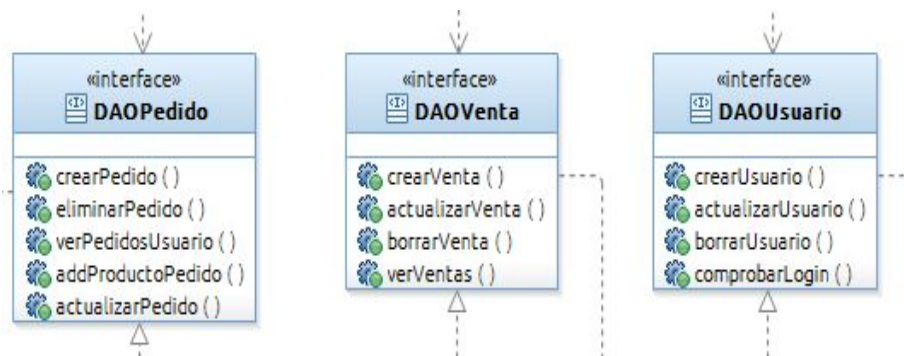 «interface»
DAOPedido
crearPedido ( )
eliminarPedido ( )
verPedidosUsuario ( )
addProductoPedido ( )
actualizarPedido ( )
«interface»
DAOVenta
crearVenta ( )
actualizarVenta ( )
borrarVenta ( )
verVentas ( )
«interface»
DAOUsuario
crearUsuario ( )
actualizarUsuario ( )
borrarUsuario ( )
comprobarLogin ( )